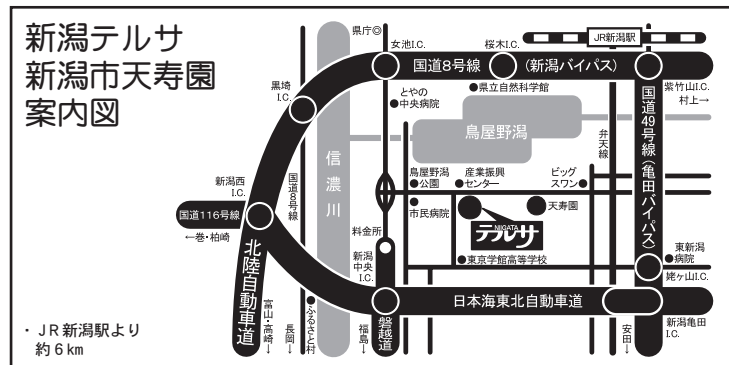 新潟テルサ
新潟市天寿園
案内図
県庁◎
女池I.C.
桜木I.C.
JR新潟駅
国道8号線
(新潟バイパス)
黒埼
I.C.
とやの
中央病院
県立自然科学館
紫竹山I.C.
村上→
鳥屋野潟
弁天線
国道49号線(亀田バイパス)
信濃川
国道8号線
新潟西
I.C.
鳥屋野潟
公園
産業振興
センター
ビッグ
スワン
国道116号線
←巻・柏崎
市民病院
NIIGATA
テルサ
天寿園
料金所
新潟
中央
I.C.
東京学館高等学校
東新潟
病院
姥ヶ山I.C.
北陸自動車道
日本海東北自動車道
・JR新潟駅より
約6km
富山・高崎→
長岡→
ふるさと村
福島→
磐越道
安田→
新潟亀田
I.C.